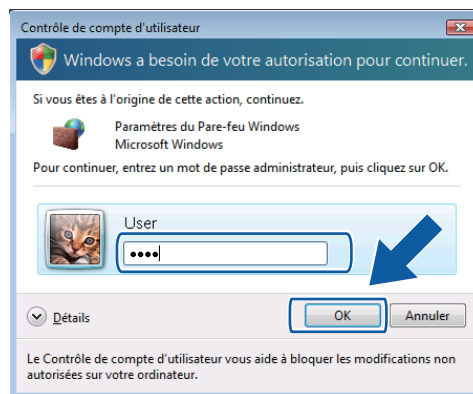 Contrôle de compte d'utilisateur
Windows a besoin de votre autorisation pour continuer.
Si vous êtes à l'origine de cette action, continuez.
Paramètres du Pare-feu Windows
Microsoft Windows
Pour continuer, entrez un mot de passe administrateur, puis cliquez sur OK.
User
••••
Détails
OK
Annuler
Le Contrôle de compte d'utilisateur vous aide à bloquer les modifications non
autorisées sur votre ordinateur.